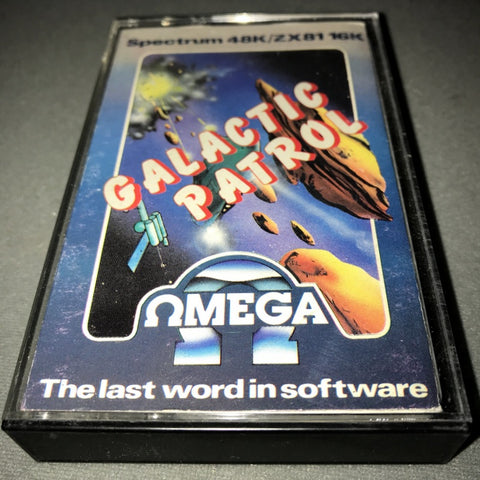 Spectrum 48K/ZX81 16K
GALACTIC
PATROL
ΩMEGA
The last word in software